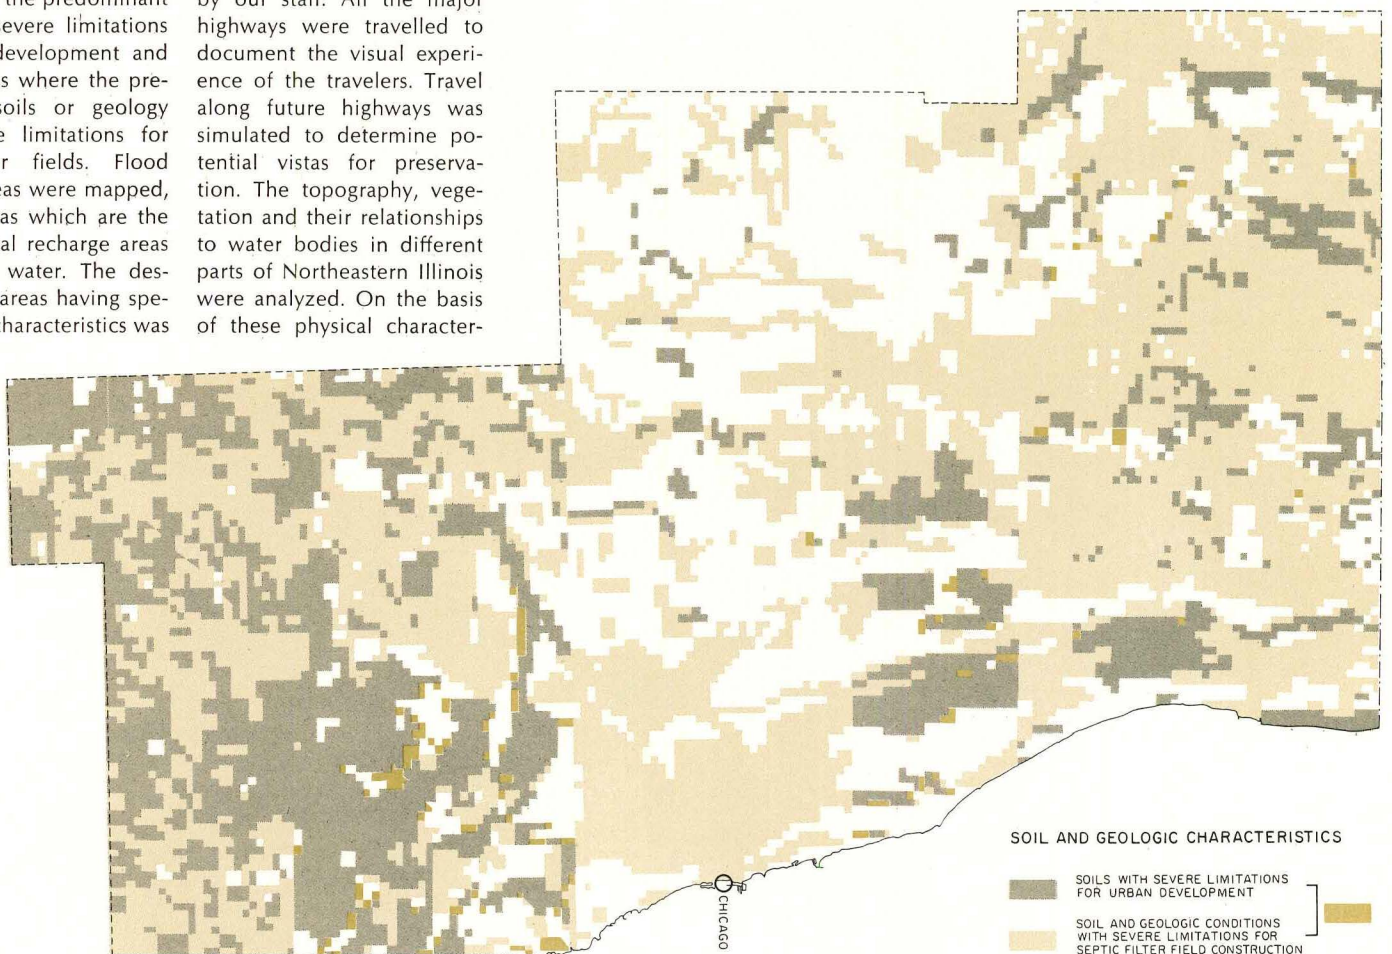 the predominant
severe limitations
development and
s where the pre-
soils or geology
e limitations for
r fields. Flood
eas were mapped,
as which are the
al recharge areas
water. The des-
areas having spe-
characteristics was
by our staff. All the major
highways were travelled to
document the visual experi-
ence of the travelers. Travel
along future highways was
simulated to determine po-
tential vistas for preserva-
tion. The topography, vege-
tation and their relationships
to water bodies in different
parts of Northeastern Illinois
were analyzed. On the basis
of these physical character-
CHICAGO
SOIL AND GEOLOGIC CHARACTERISTICS
SOILS WITH SEVERE LIMITATIONS
FOR URBAN DEVELOPMENT
SOIL AND GEOLOGIC CONDITIONS
WITH SEVERE LIMITATIONS FOR
SEPTIC FILTER FIELD CONSTRUCTION